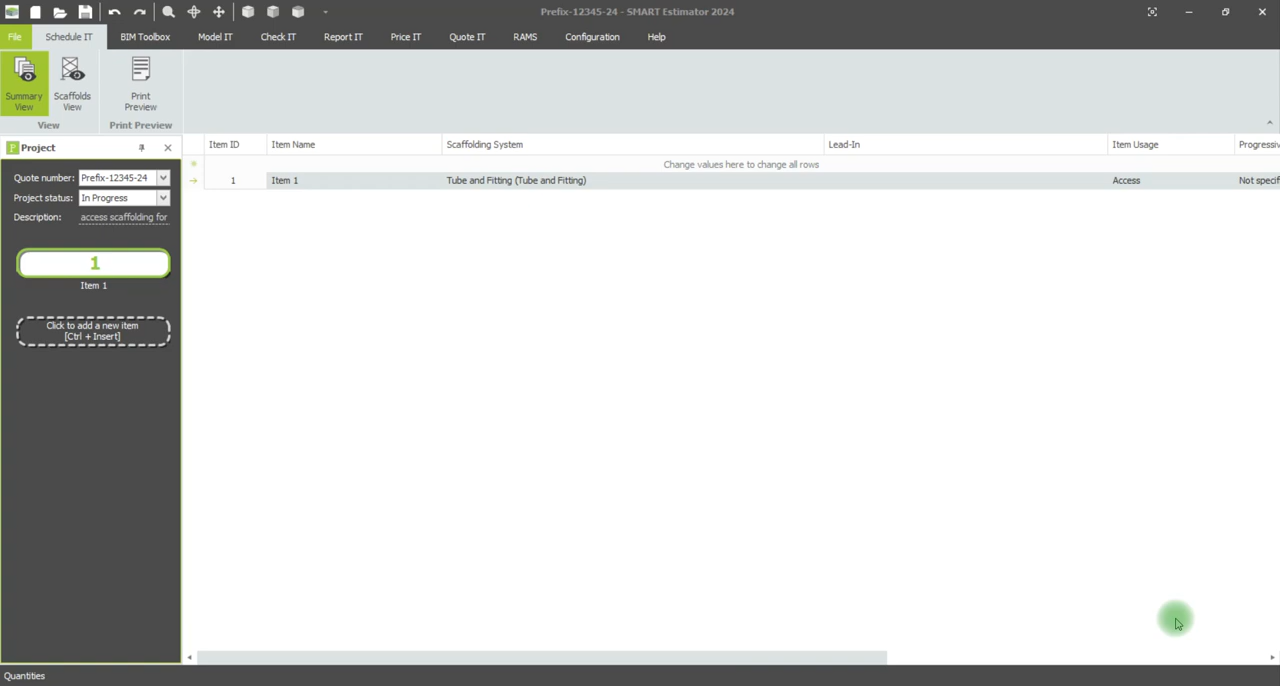 Prefix-12345-24 - SMART Estimator 2024
File Schedule IT BIM Toolbox Model IT Check IT Report IT Price IT Quote IT RAMS Configuration Help
Summary View
Scaffolds View
Print Preview
View
Print Preview
Project
Quote number: Prefix-12345-24
Project status: In Progress
Description: access scaffolding for
1
Item 1
Click to add a new item
[Ctrl + Insert]
Item ID Item Name Scaffolding System Lead-In Item Usage Progressiv
Change values here to change all rows
1 Item 1 Tube and Fitting (Tube and Fitting) Access Not specif
Quantities